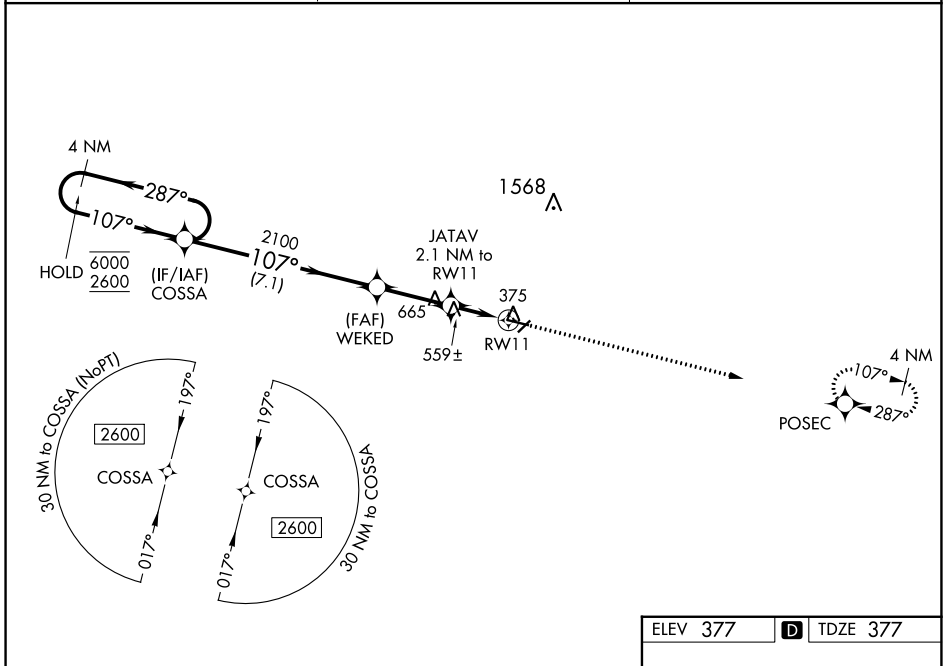 4 NM
287°
107°
HOLD
6000
2600
(IF/IAF)
COSSA
2100
107°
(7.1)
1568
JATAV
2.1 NM to
RW11
(FAF)
WEKED
665
559±
375
RW11
4 NM
107°
287°
POSEC
30 NM to COSSA (NoPT)
197°
2600
COSSA
017°
197°
COSSA
2600
017°
30 NM to COSSA
ELEV 377 D TDZE 377